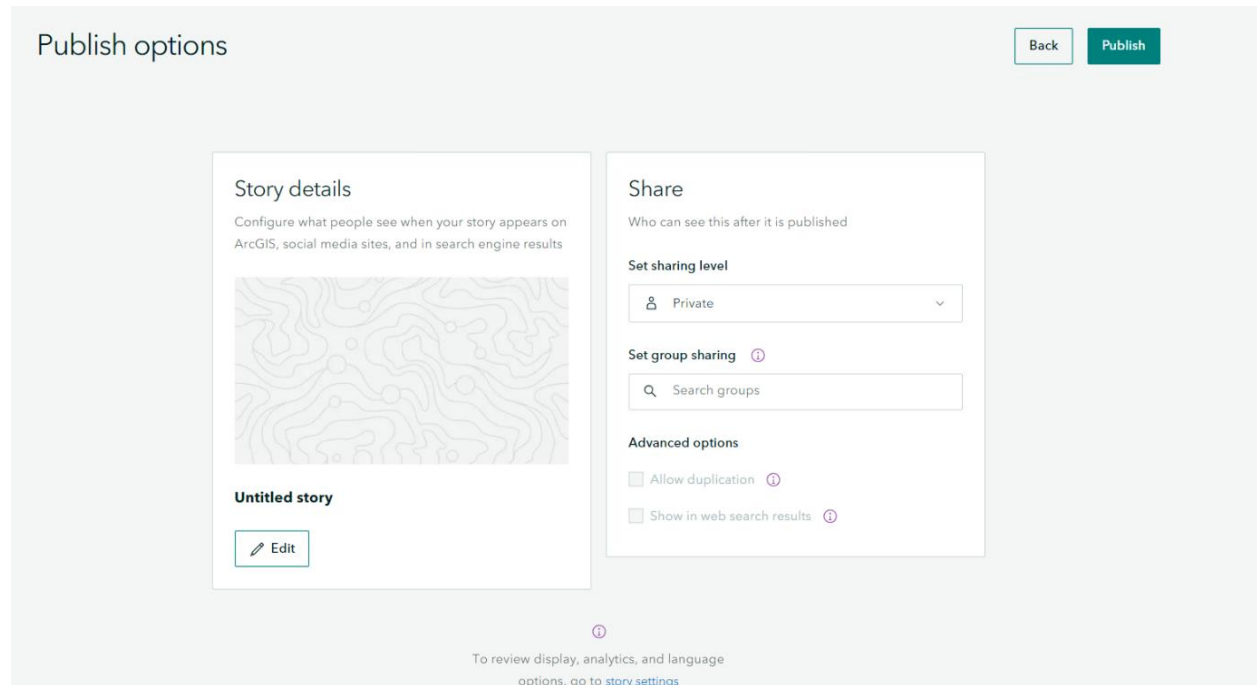 Publish options
Back
Publish
Story details
Configure what people see when your story appears on
ArcGIS, social media sites, and in search engine results
Untitled story
Edit
Share
Who can see this after it is published
Set sharing level
Private
Set group sharing
Search groups
Advanced options
Allow duplication
Show in web search results
To review display, analytics, and language
options, go to story settings